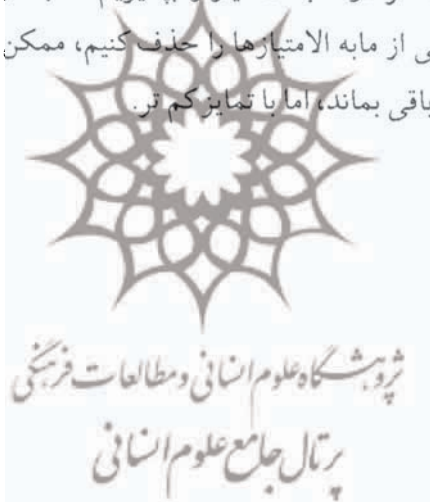 ی از مابه الامتیازها را حذف کنیم، ممکن
باقی بماند، اما با تمایز کم تر.
پژوهشگاه علوم انسانی و مطالعات فرهنگی
پرتال جامع علوم انسانی